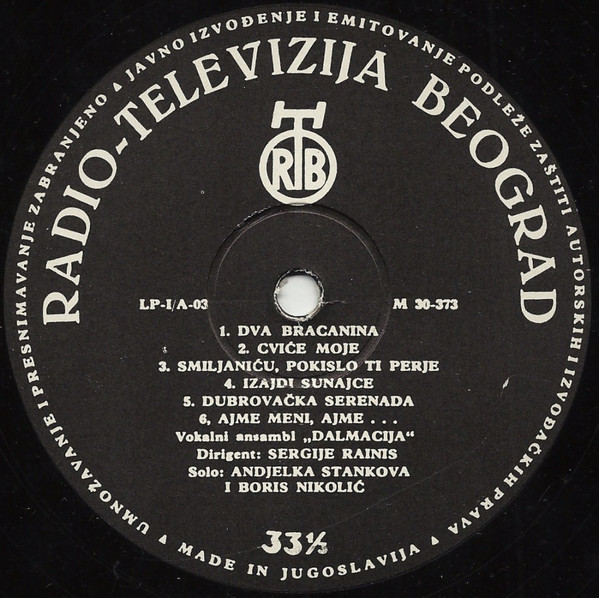 UMNOŽAVANJE I PRESNIMAVANJE ZABRANJENO ▲ JAVNO IZVOĐENJE I EMITOVANJE PODLEŽE ZAŠTITI AUTORSKIH I IZVOĐAČKIH PRAVA ▲
RADIO-TELEVIZIJA BEOGRAD
RTB
LP-I/A-03
M 30-373
1. DVA BRACANINA
2. CVIĆE MOJE
3. SMILJANIĆU, POKISLO TI PERJE
4. IZAJDI SUNAJCE
5. DUBROVAČKA SERENADA
6, AJME MENI, AJME . . .
Vokalni ansambl „DALMACIJA“
Dirigent: SERGIJE RAINIS
Solo: ANDJELKA STANKOVA
I BORIS NIKOLIĆ
33⅓
MADE IN JUGOSLAVIJA ▲